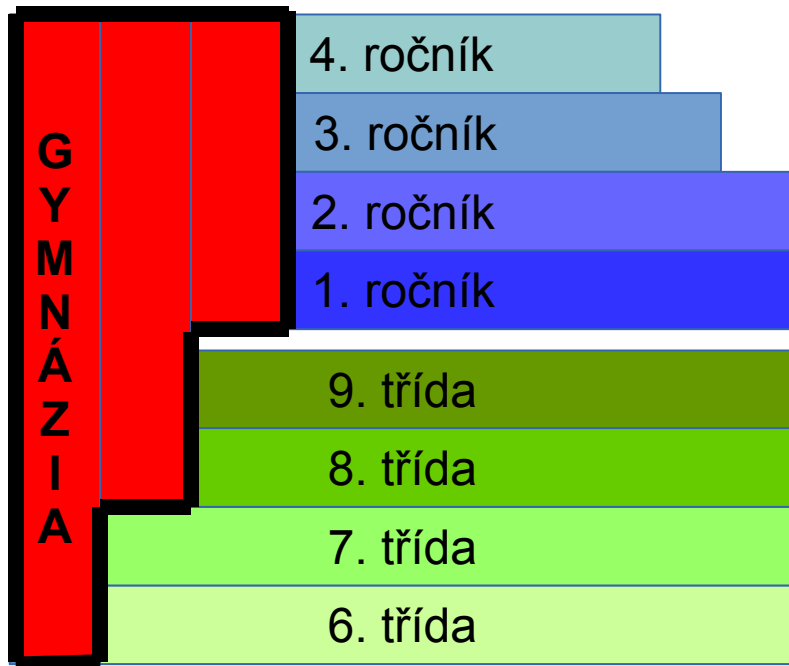 GYMNÁZIA
4. ročník
3. ročník
2. ročník
1. ročník
9. třída
8. třída
7. třída
6. třída